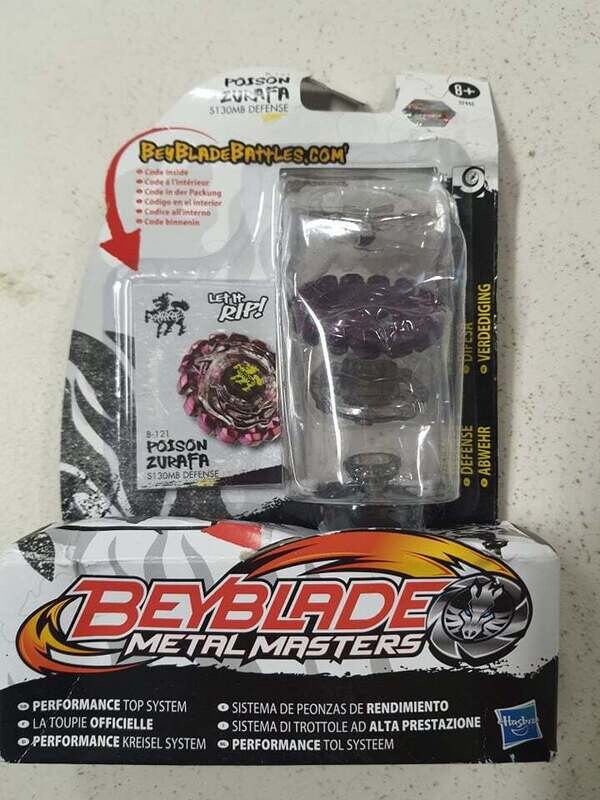 POISON
ZURAFA
S130MB DEFENSE
8+
BEYBLADEBATTLES.COM
Code inside
Code à l'intérieur
Code in der Packung
Código en el interior
Codice all'interno
Code binnenin
LET IT
RIP!
B-121
POISON
ZURAFA
S130MB DEFENSE
DEFENSE • DIFESA
ABWEHR • VERDEDIGING
BEYBLADE
METAL MASTERS
PERFORMANCE TOP SYSTEM
LA TOUPIE OFFICIELLE
PERFORMANCE KREISEL SYSTEM
SISTEMA DE PEONZAS DE RENDIMIENTO
SISTEMA DI TROTTOLE AD ALTA PRESTAZIONE
PERFORMANCE TOL SYSTEEM
Hasbro